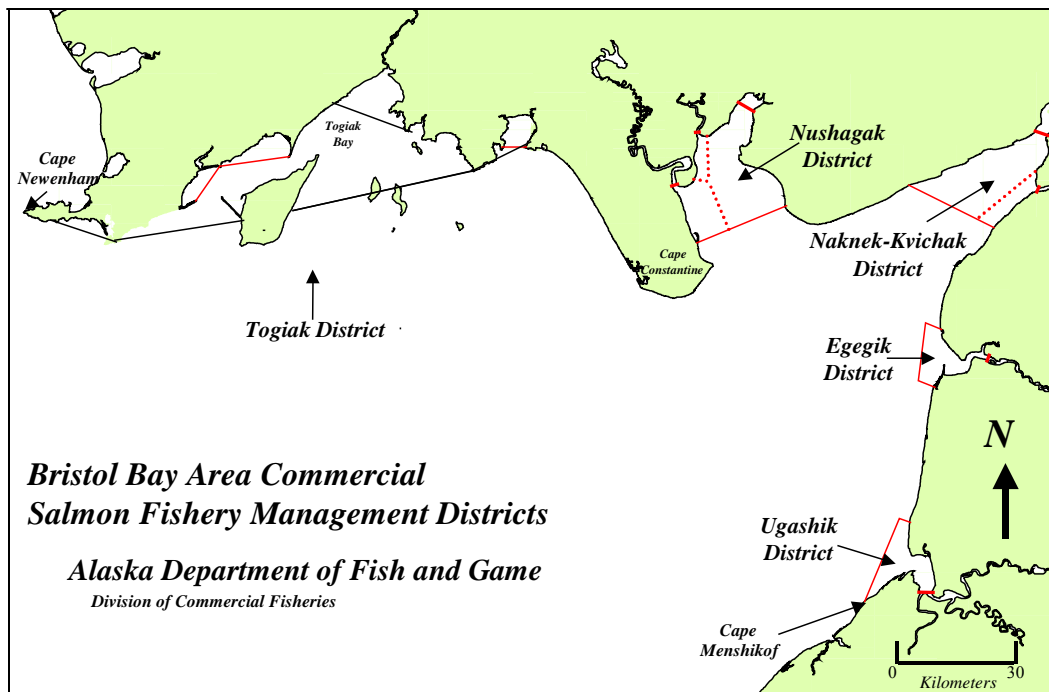 Togiak
Bay
Cape
Newenham
Nushagak
District
Naknek-Kvichak
District
Cape
Constantine
Togiak District
Egegik
District
N
Bristol Bay Area Commercial
Salmon Fishery Management Districts
Ugashik
District
Alaska Department of Fish and Game
Division of Commercial Fisheries
Cape
Menshikof
0 30
Kilometers